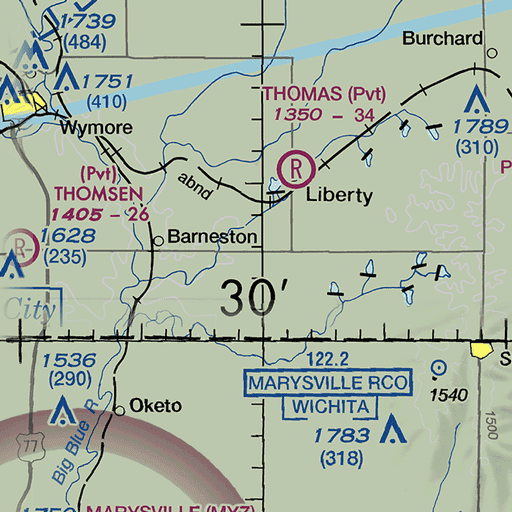 1739
(484)
Burchard
1751
(410)
THOMAS (Pvt)
1350 - 34
1789
(310)
Wymore
(Pvt)
THOMSEN
1405 - 26
abnd
R
Liberty
P
1628
(235)
R
Barneston
City
30'
1536
(290)
122.2
MARYSVILLE RCO
WICHITA
S
1540
Oketo
1783
(318)
1500
77
Big Blue R
MARYSVILLE (MYZ)